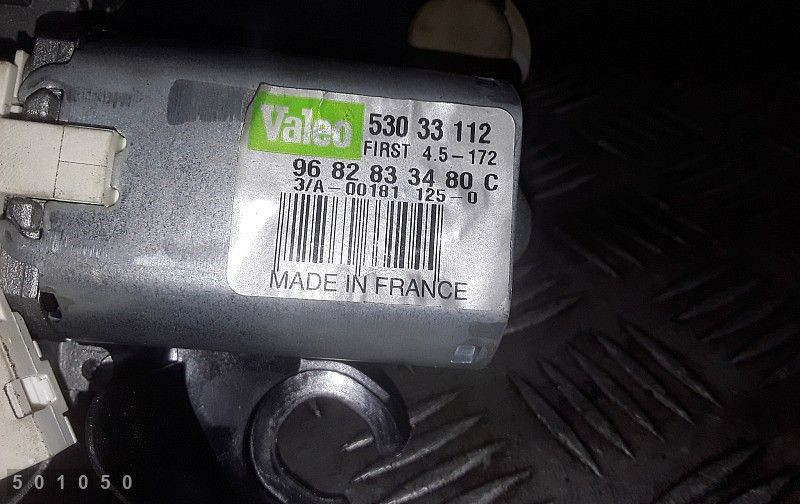 Valeo 530 33 112
FIRST 4.5-172
96 82 83 34 80 C
3/A-00181 125-0
MADE IN FRANCE
501050